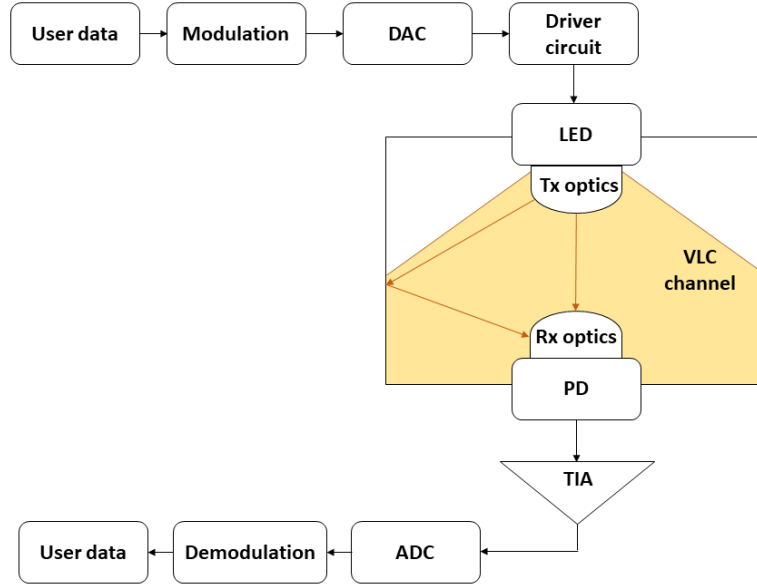 User data
Modulation
DAC
Driver
circuit
LED
Tx optics
VLC
channel
Rx optics
PD
TIA
User data
Demodulation
ADC